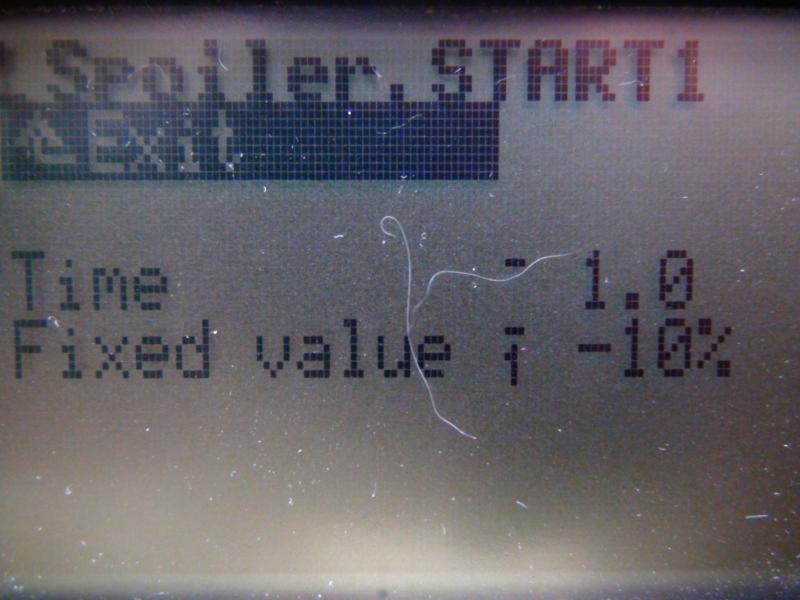 .Spoiler.START1
Exit
Time - 1.0
Fixed value -10%